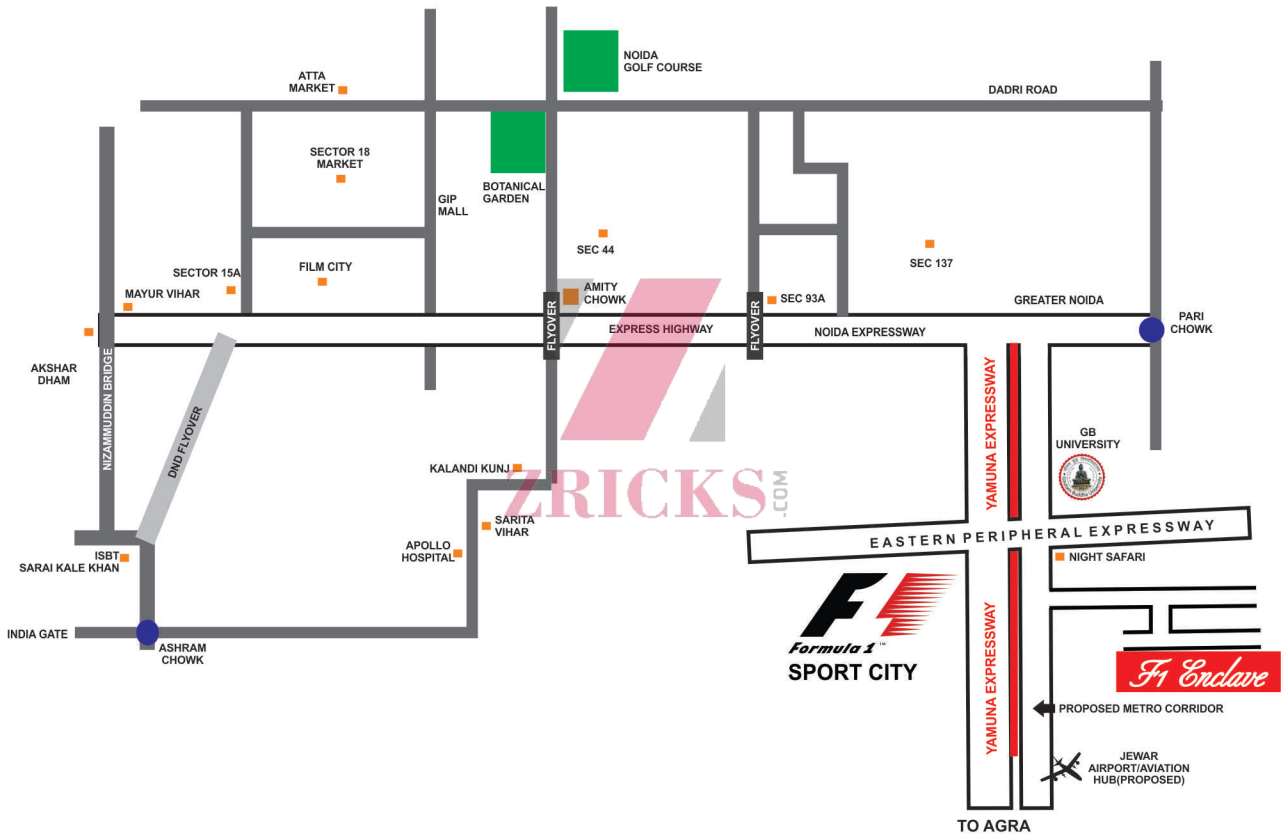 NOIDA
GOLF COURSE
ATTA
MARKET
DADRI ROAD
SECTOR 18
MARKET
BOTANICAL
GARDEN
GIP
MALL
SEC 44
SEC 137
SECTOR 15A
FILM CITY
MAYUR VIHAR
AMITY
CHOWK
SEC 93A
GREATER NOIDA
PARI
CHOWK
FLYOVER
EXPRESS HIGHWAY
FLYOVER
NOIDA EXPRESSWAY
AKSHAR
DHAM
NIZAMMUDDIN BRIDGE
DND FLYOVER
YAMUNA EXPRESSWAY
GB
UNIVERSITY
KALANDI KUNJ
ZRICKS.COM
SARITA
VIHAR
APOLLO
HOSPITAL
EASTERN PERIPHERAL EXPRESSWAY
ISBT
SARAI KALE KHAN
NIGHT SAFARI
INDIA GATE
ASHRAM
CHOWK
F1
Formula 1™
SPORT CITY
YAMUNA EXPRESSWAY
F1 Enclave
PROPOSED METRO CORRIDOR
JEWAR
AIRPORT/AVIATION
HUB(PROPOSED)
TO AGRA